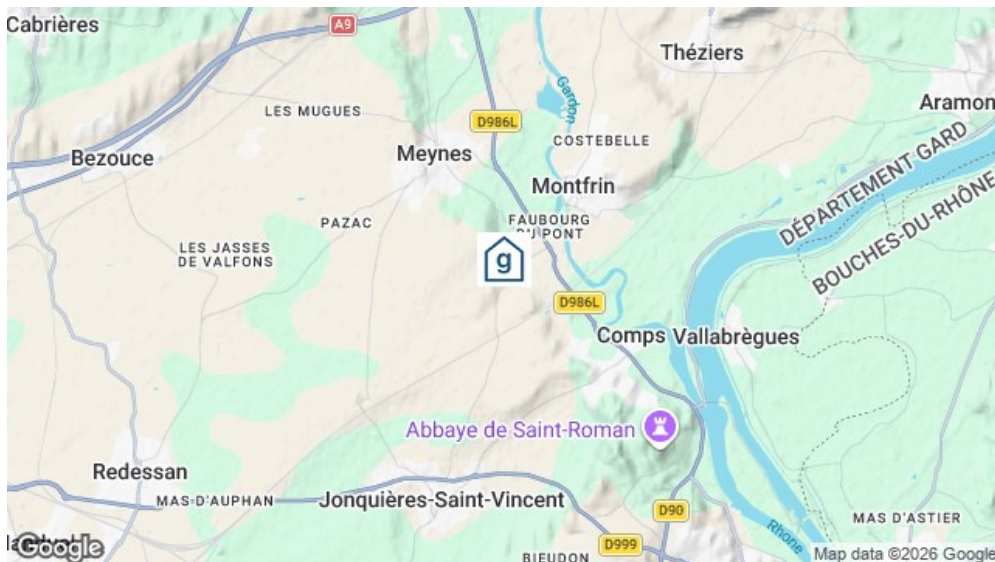 Cabrières
A9
Théziers
Gardon
Aramon
LES MUGUES
D986L
COSTEBELLE
Bezouce
Meynes
Montfrin
DÉPARTEMENT GARD
BOUCHES-DU-RHÔNE
PAZAC
FAUBOURG
DU PONT
LES JASSES
DE VALFONS
g
D986L
Comps
Vallabrègues
Abbaye de Saint-Roman
Redessan
MAS D'AUPHAN
Jonquières-Saint-Vincent
D90
MAS D'ASTIER
Rhone
D999
Google
BIEUDON
Map data ©2026 Google